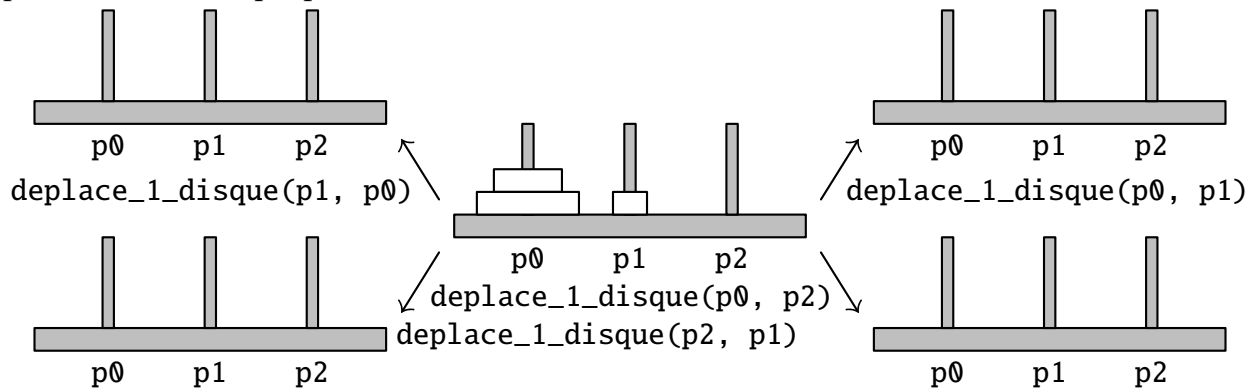 p0 p1 p2
deplace_1_disque(p1, p0)
p0 p1 p2
deplace_1_disque(p0, p1)
p0 p1 p2
deplace_1_disque(p0, p2)
deplace_1_disque(p2, p1)
p0 p1 p2
p0 p1 p2